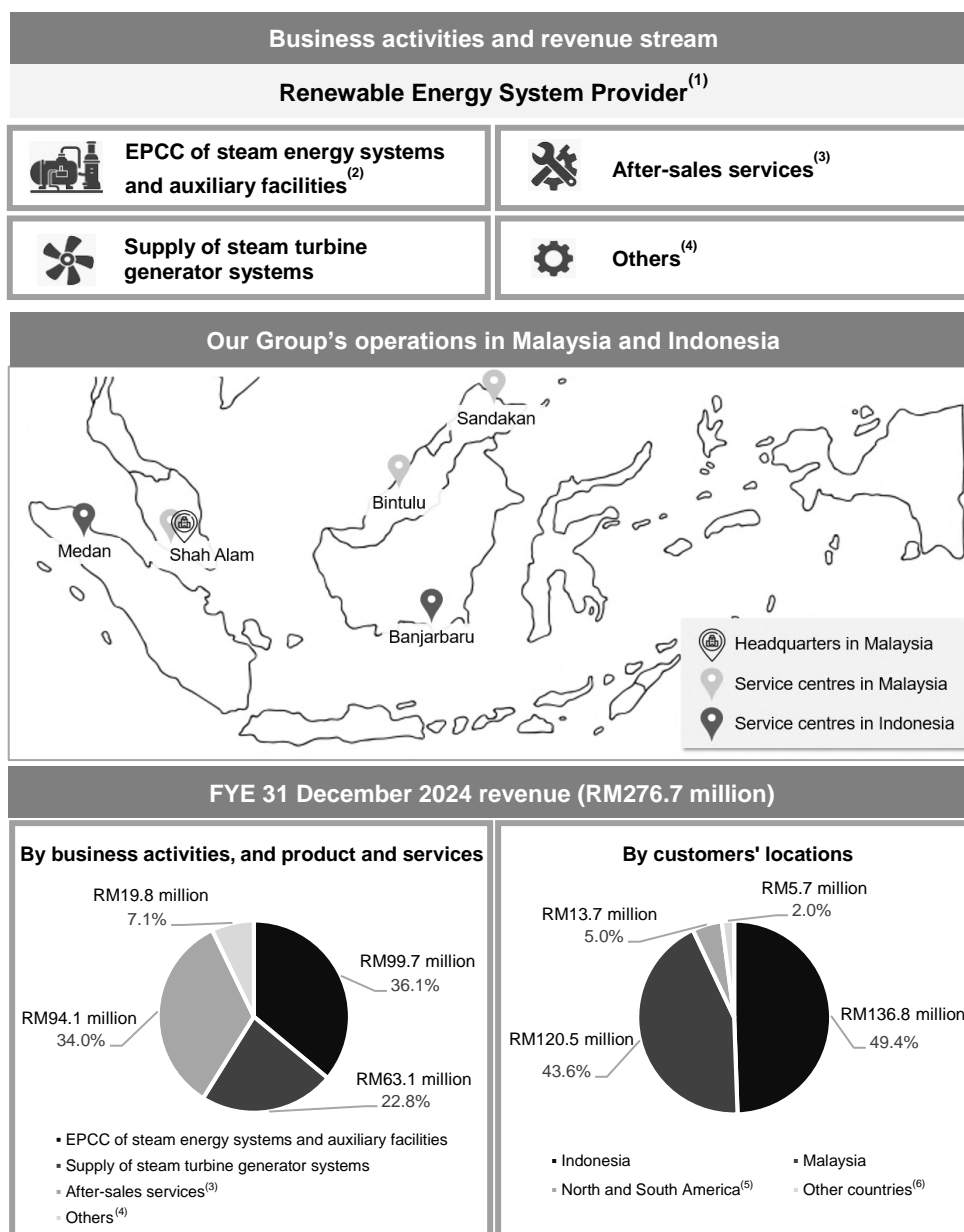 Business activities and revenue stream
Renewable Energy System Provider(1)
EPCC of steam energy systems
and auxiliary facilities(2)
After-sales services(3)
Supply of steam turbine
generator systems
Others(4)
Our Group's operations in Malaysia and Indonesia
Sandakan
Bintulu
Medan
Shah Alam
Banjarbaru
Headquarters in Malaysia
Service centres in Malaysia
Service centres in Indonesia
FYE 31 December 2024 revenue (RM276.7 million)
By business activities, and product and services
RM19.8 million
7.1%
RM99.7 million
36.1%
RM94.1 million
34.0%
RM63.1 million
22.8%
▪ EPCC of steam energy systems and auxiliary facilities
▪ Supply of steam turbine generator systems
▪ After-sales services(3)
▪ Others(4)
By customers' locations
RM5.7 million
2.0%
RM13.7 million
5.0%
RM136.8 million
49.4%
RM120.5 million
43.6%
▪ Indonesia
▪ Malaysia
▪ North and South America(5)
▪ Other countries(6)